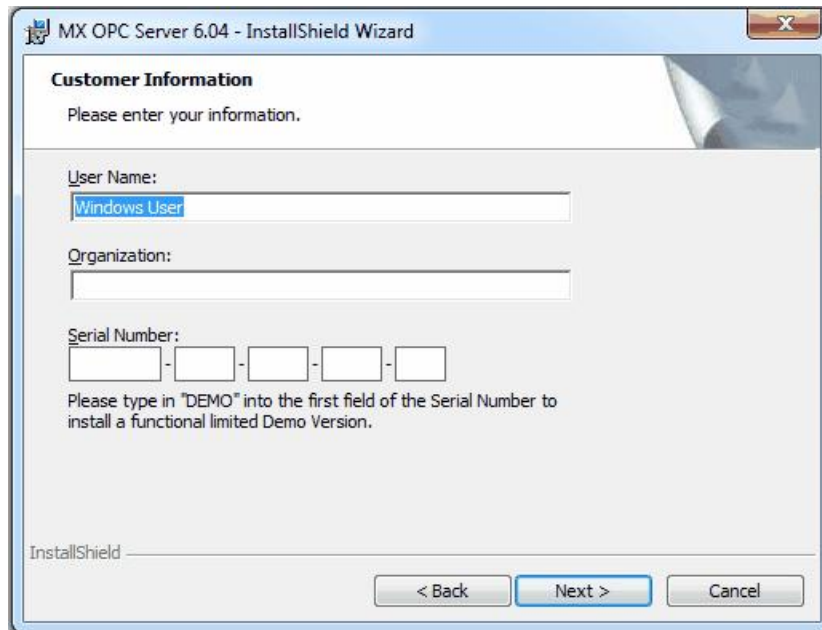 MX OPC Server 6.04 - InstallShield Wizard
Customer Information
Please enter your information.
User Name:
Windows User
Organization:
Serial Number:
- - - -
Please type in "DEMO" into the first field of the Serial Number to
install a functional limited Demo Version.
InstallShield
< Back Next > Cancel